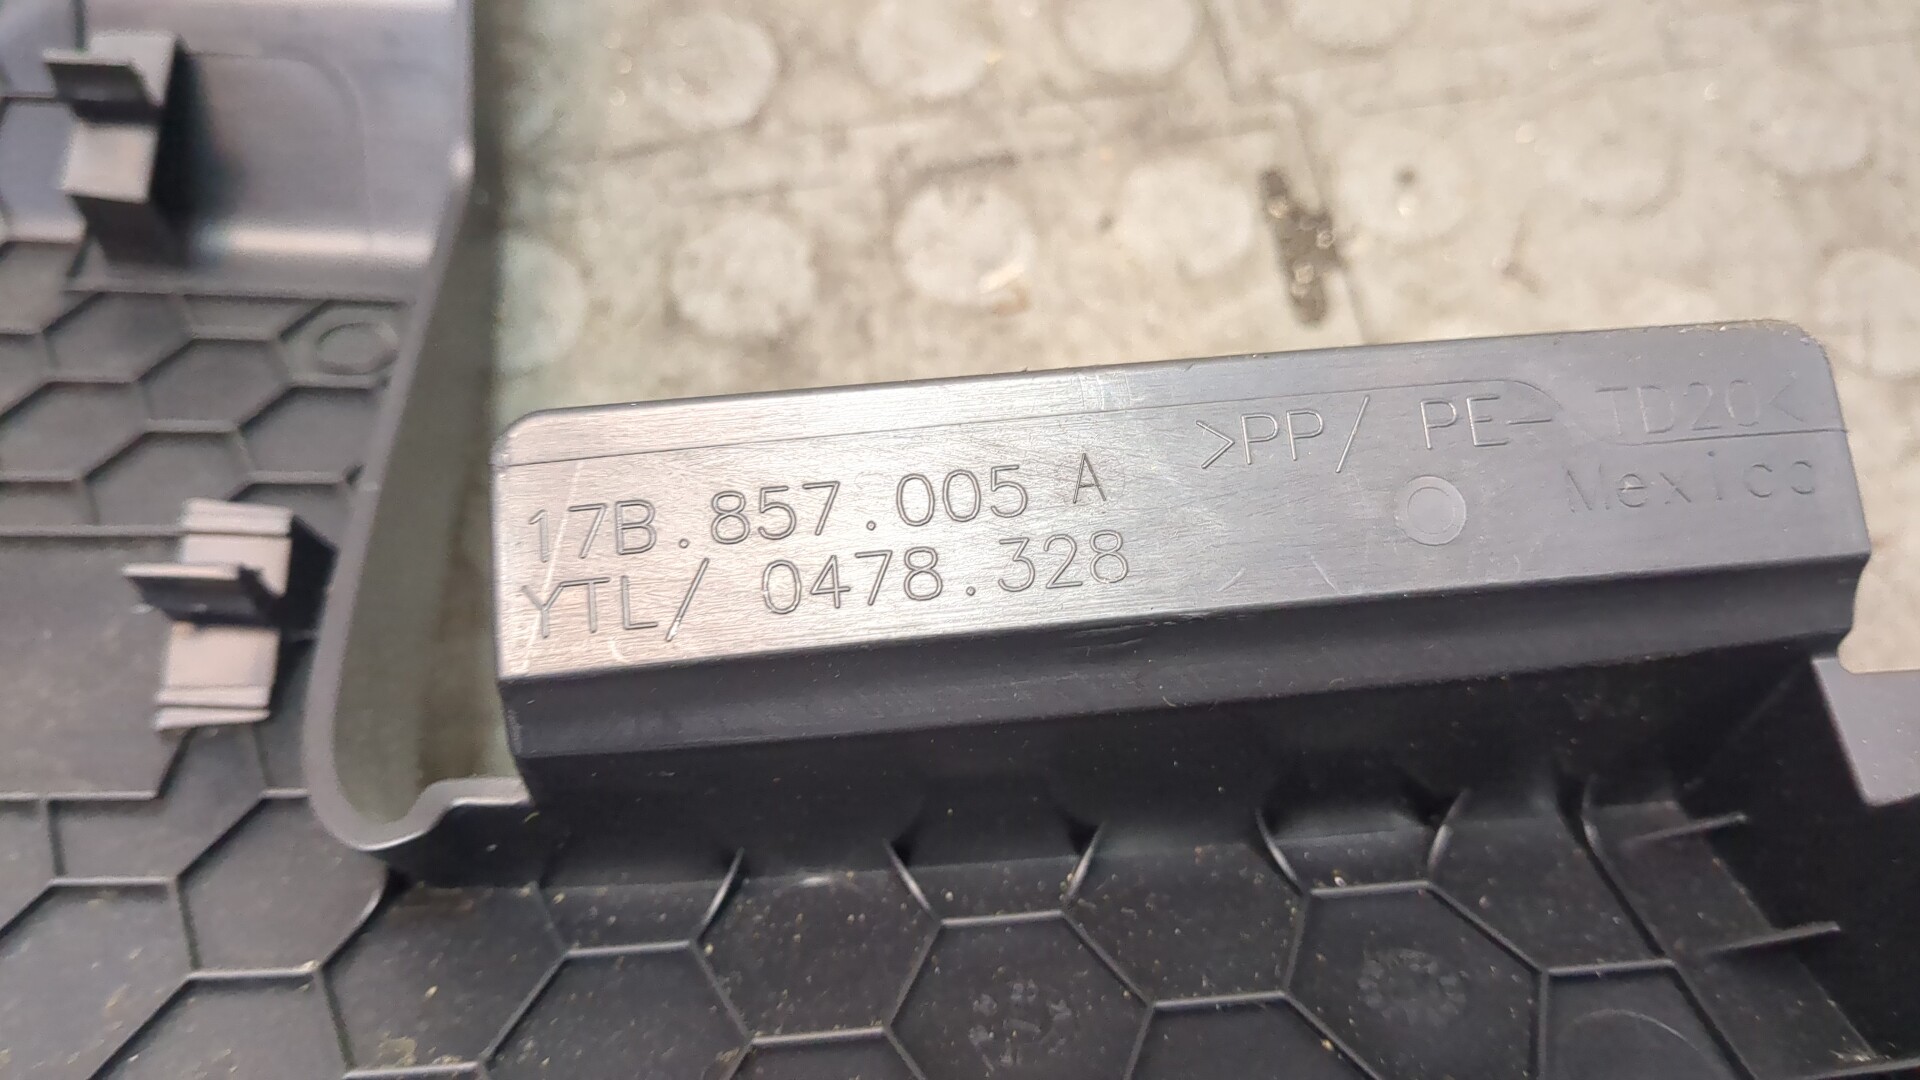 17B.857.005 A
YTL/ 0478.328
>PP/ PE-TD20<
Mexico